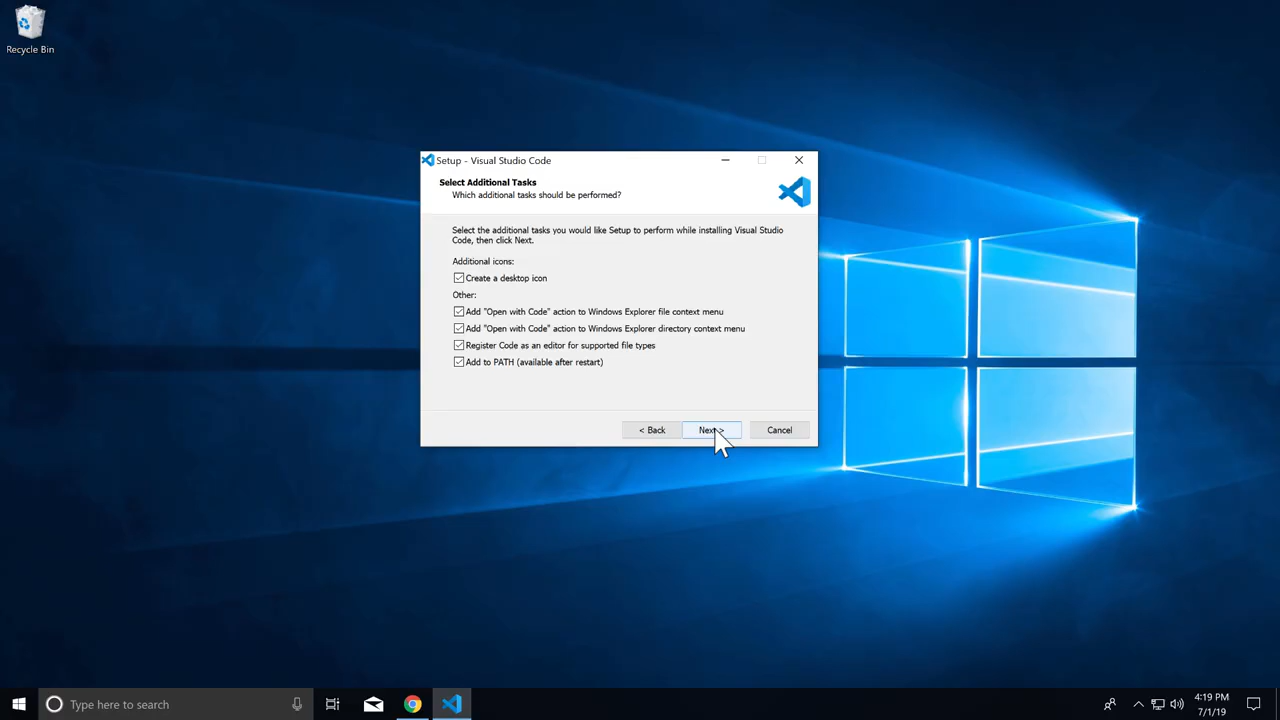 Recycle Bin
Setup - Visual Studio Code
Select Additional Tasks
Which additional tasks should be performed?
Select the additional tasks you would like Setup to perform while installing Visual Studio
Code, then click Next.
Additional icons:
Create a desktop icon
Other:
Add "Open with Code" action to Windows Explorer file context menu
Add "Open with Code" action to Windows Explorer directory context menu
Register Code as an editor for supported file types
Add to PATH (available after restart)
< Back
Next >
Cancel
Type here to search
4:19 PM
7/1/19